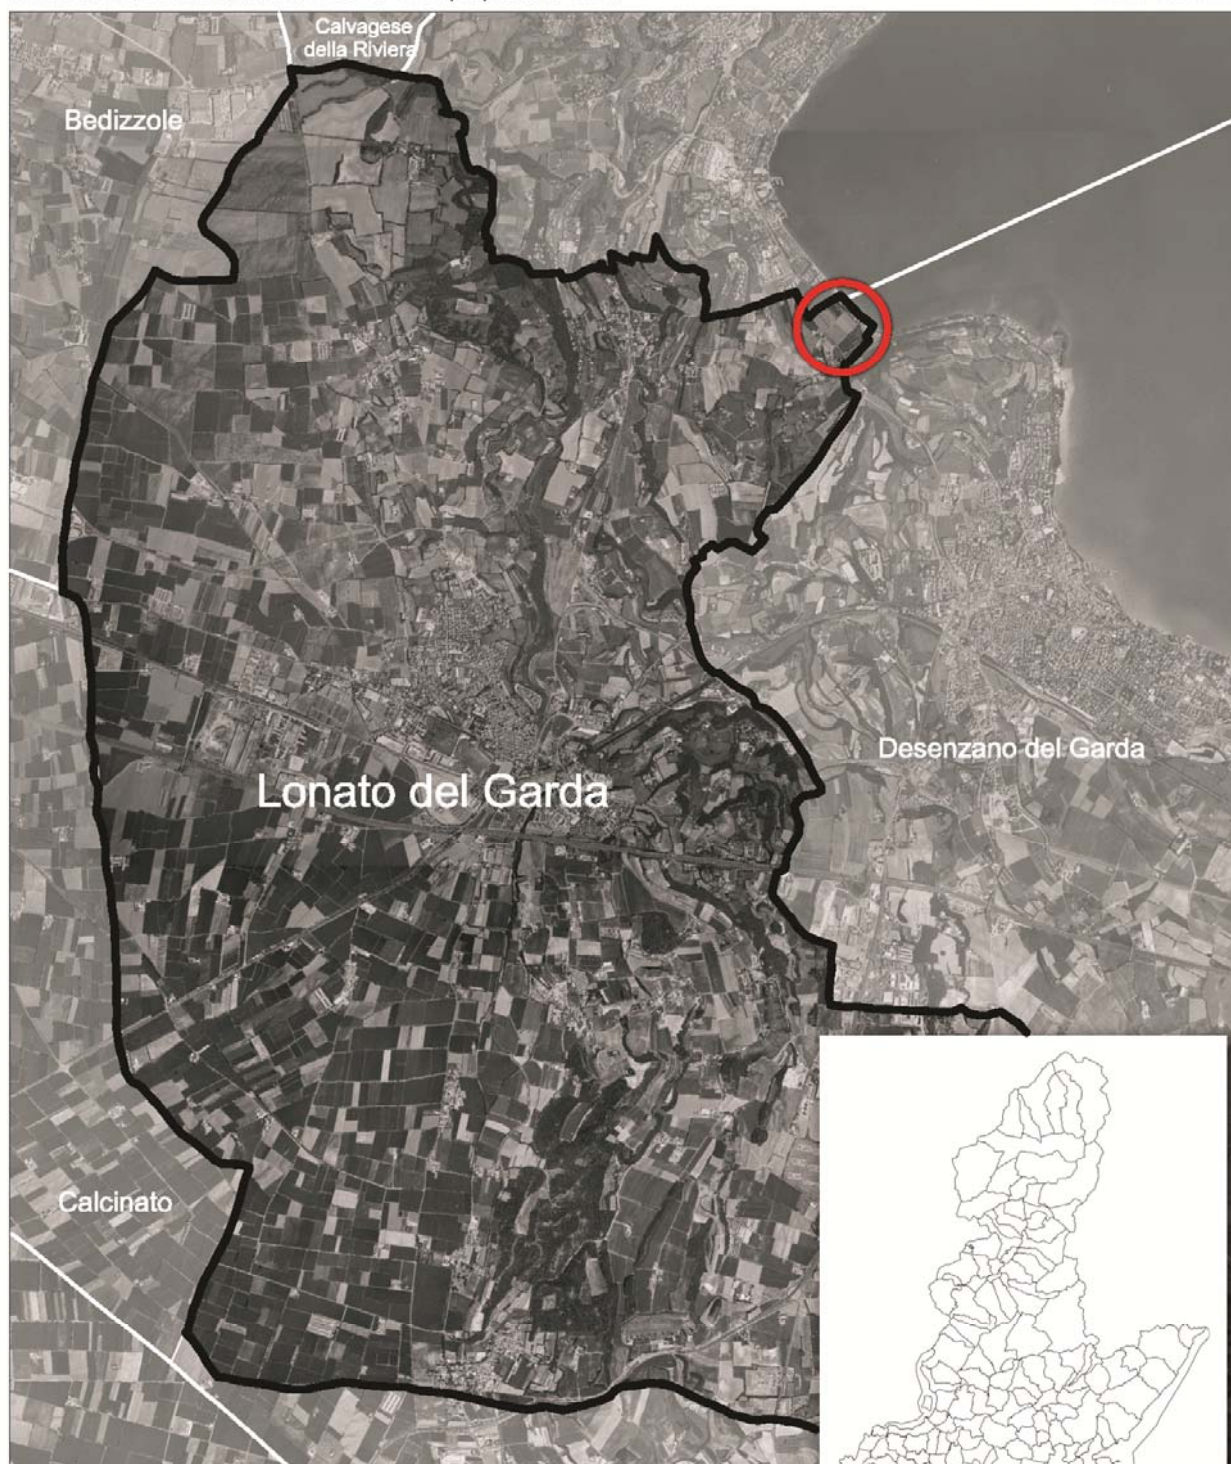 Calvagese
della Riviera
Bedizzole
Desenzano del Garda
Lonato del Garda
Calcinato